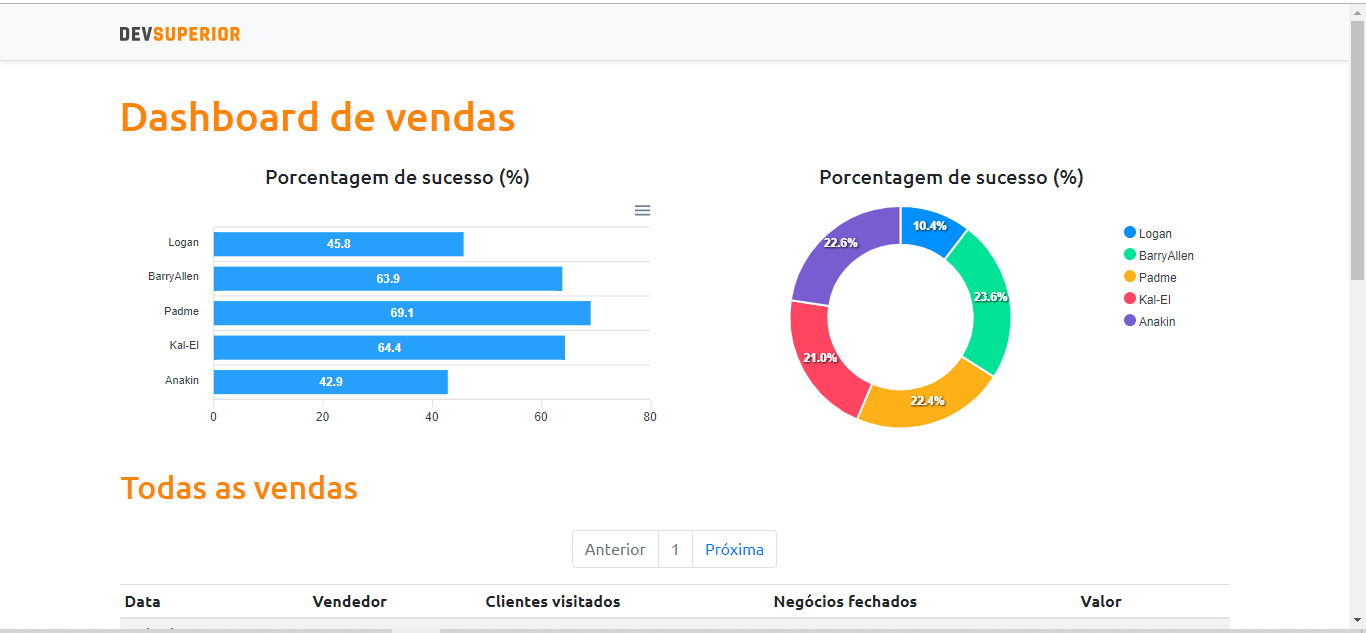 DEVSUPERIOR
Dashboard de vendas
Porcentagem de sucesso (%)
Logan
45.8
BarryAllen
63.9
Padme
69.1
Kal-El
64.4
Anakin
42.9
0 20 40 60 80
Porcentagem de sucesso (%)
10.4%
23.6%
22.4%
21.0%
22.6%
Logan
BarryAllen
Padme
Kal-El
Anakin
Todas as vendas
Anterior 1 Próxima
Data Vendedor Clientes visitados Negócios fechados Valor